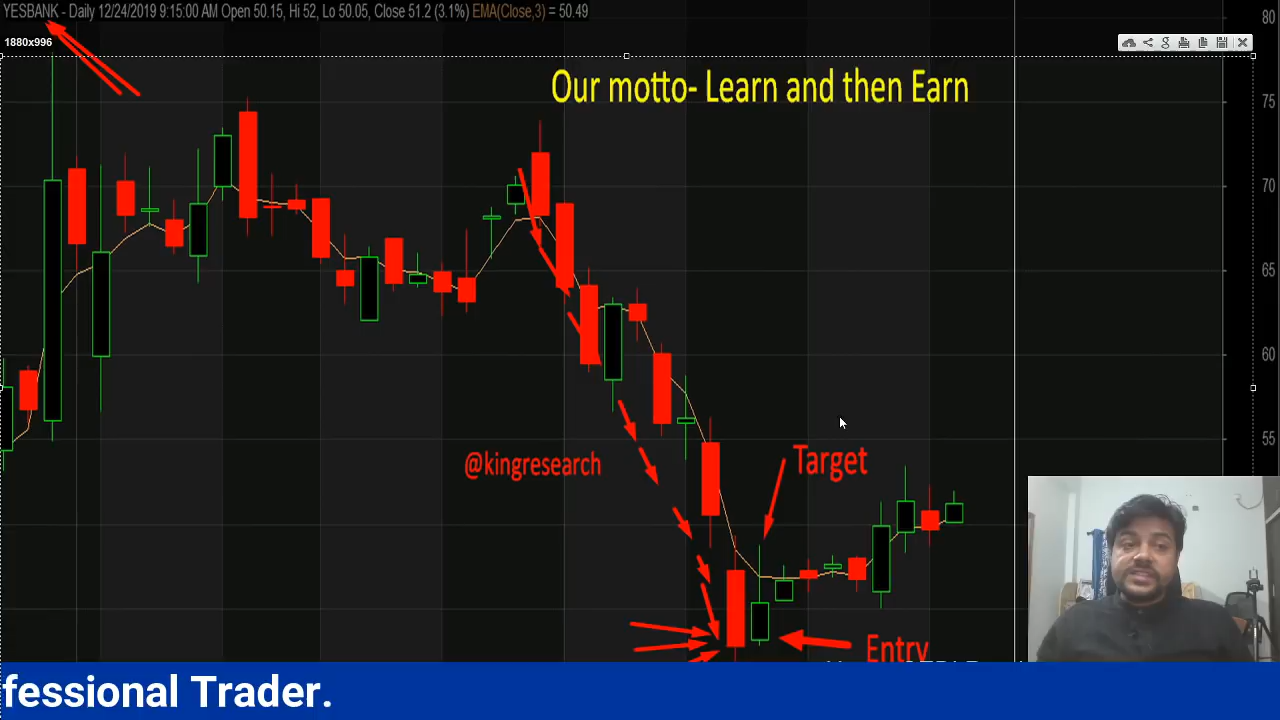 YESBANK - Daily 12/24/2019 9:15:00 AM Open 50.15, Hi 52, Lo 50.05, Close 51.2 (3.1%) EMA(Close,3) = 50.49
80
1880x996
Our motto- Learn and then Earn
75
70
65
60
55
@kingresearch
Target
Entry
fessional Trader.